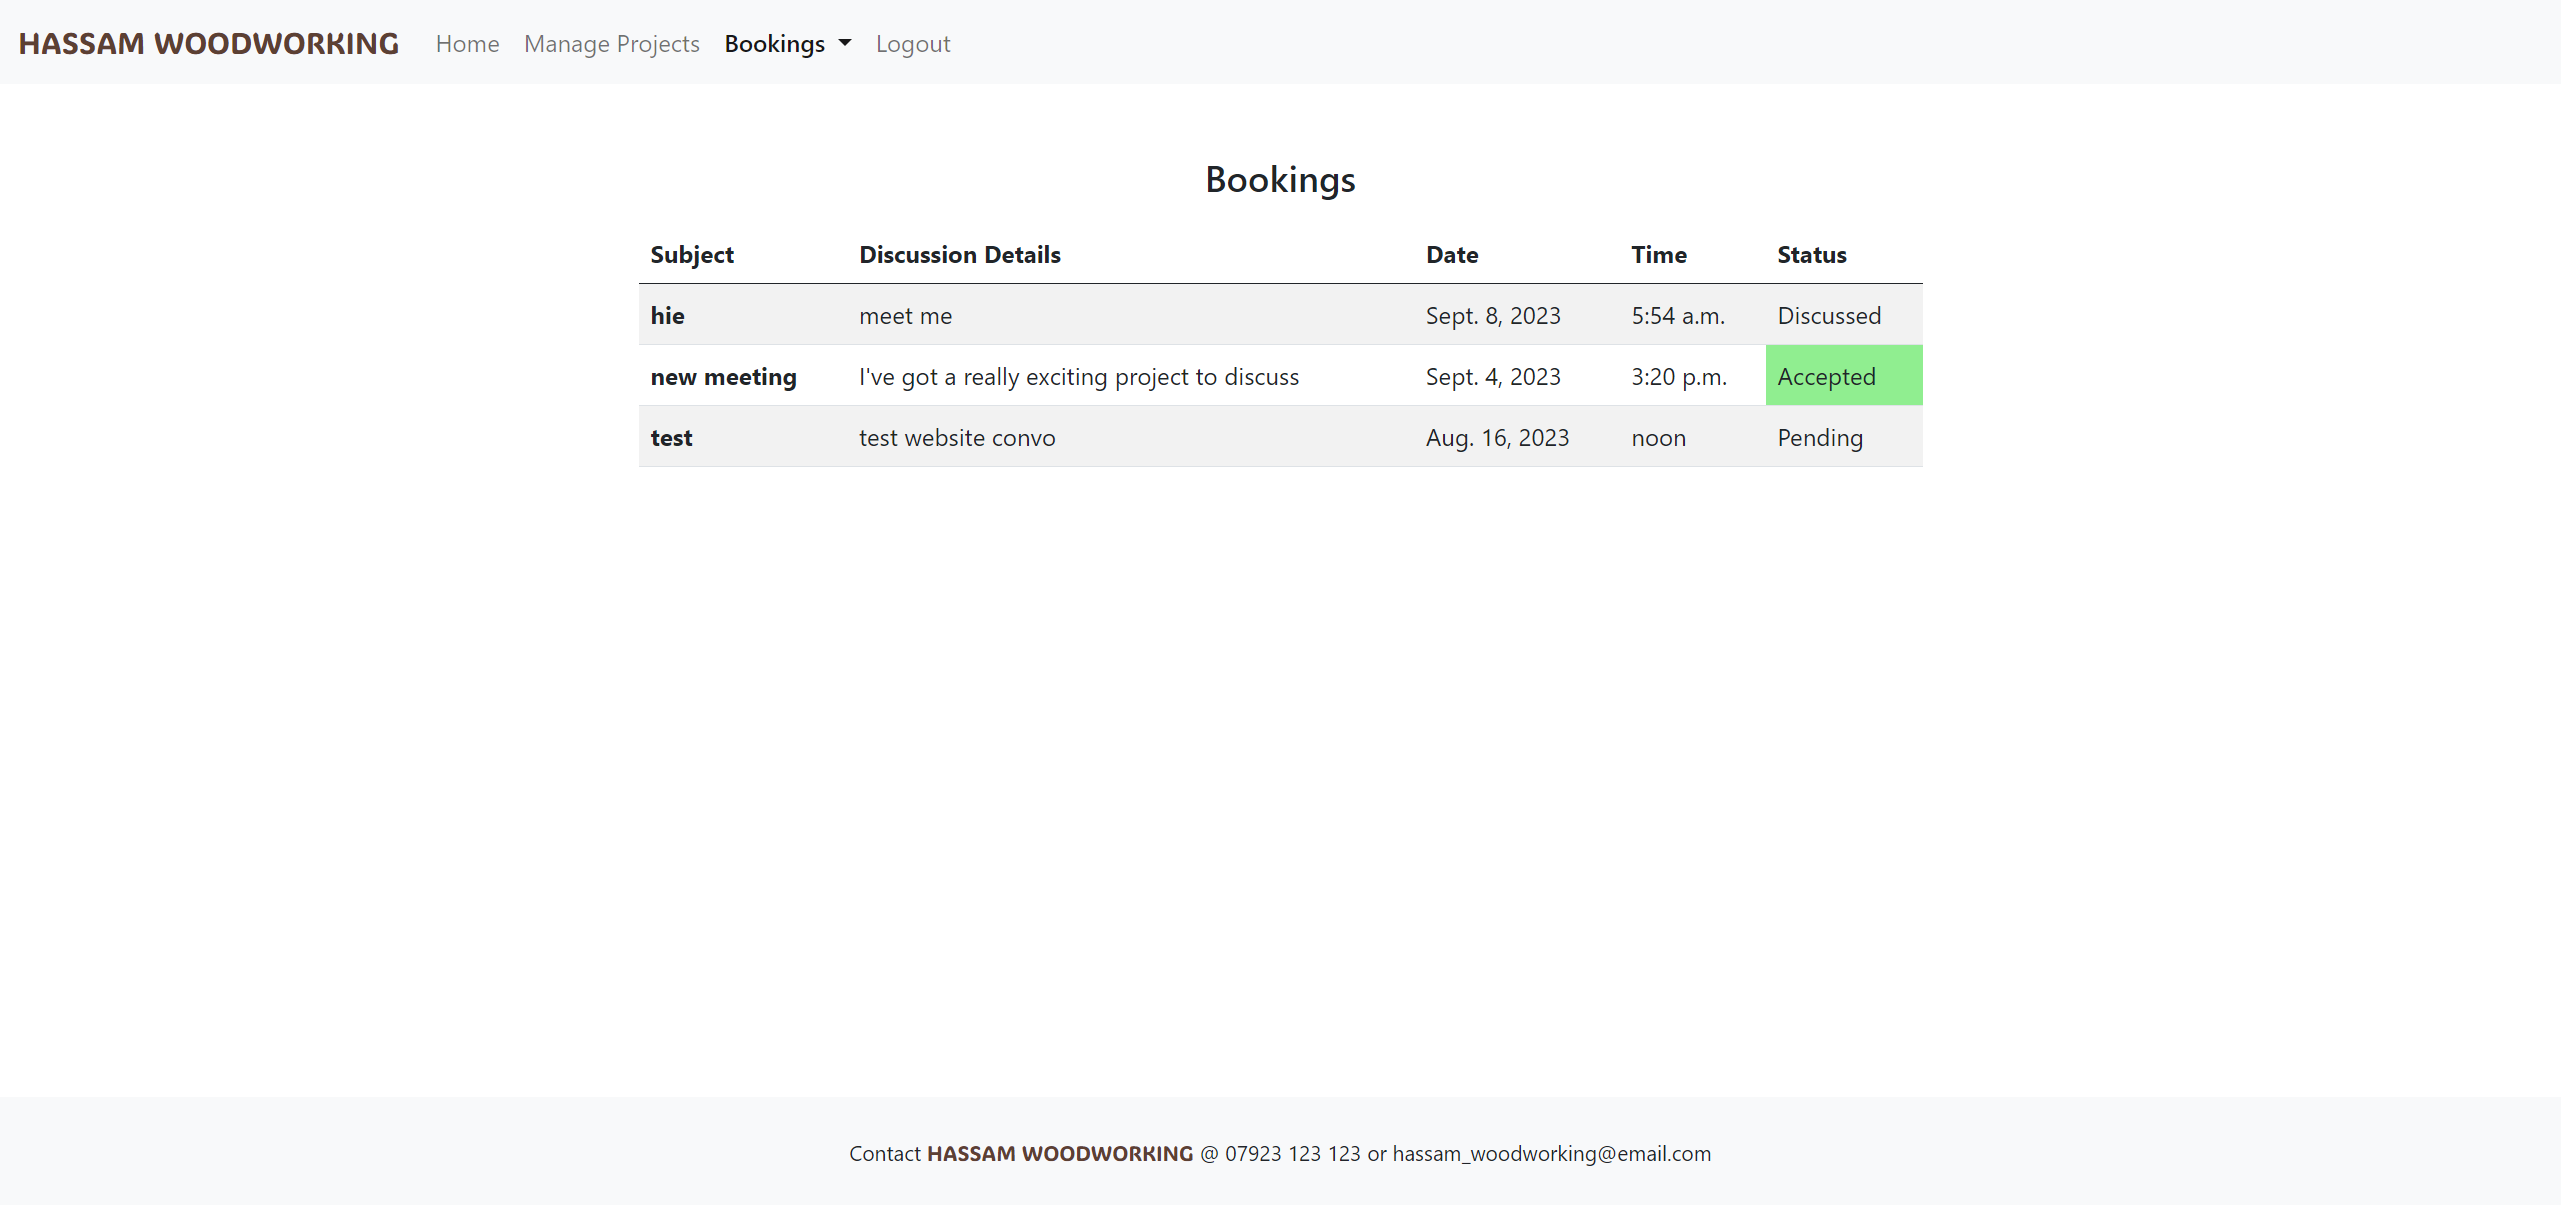 HASSAM WOODWORKING Home Manage Projects Bookings Logout
Bookings
Subject Discussion Details Date Time Status
hie meet me Sept. 8, 2023 5:54 a.m. Discussed
new meeting I've got a really exciting project to discuss Sept. 4, 2023 3:20 p.m. Accepted
test test website convo Aug. 16, 2023 noon Pending
Contact HASSAM WOODWORKING @ 07923 123 123 or hassam_woodworking@email.com